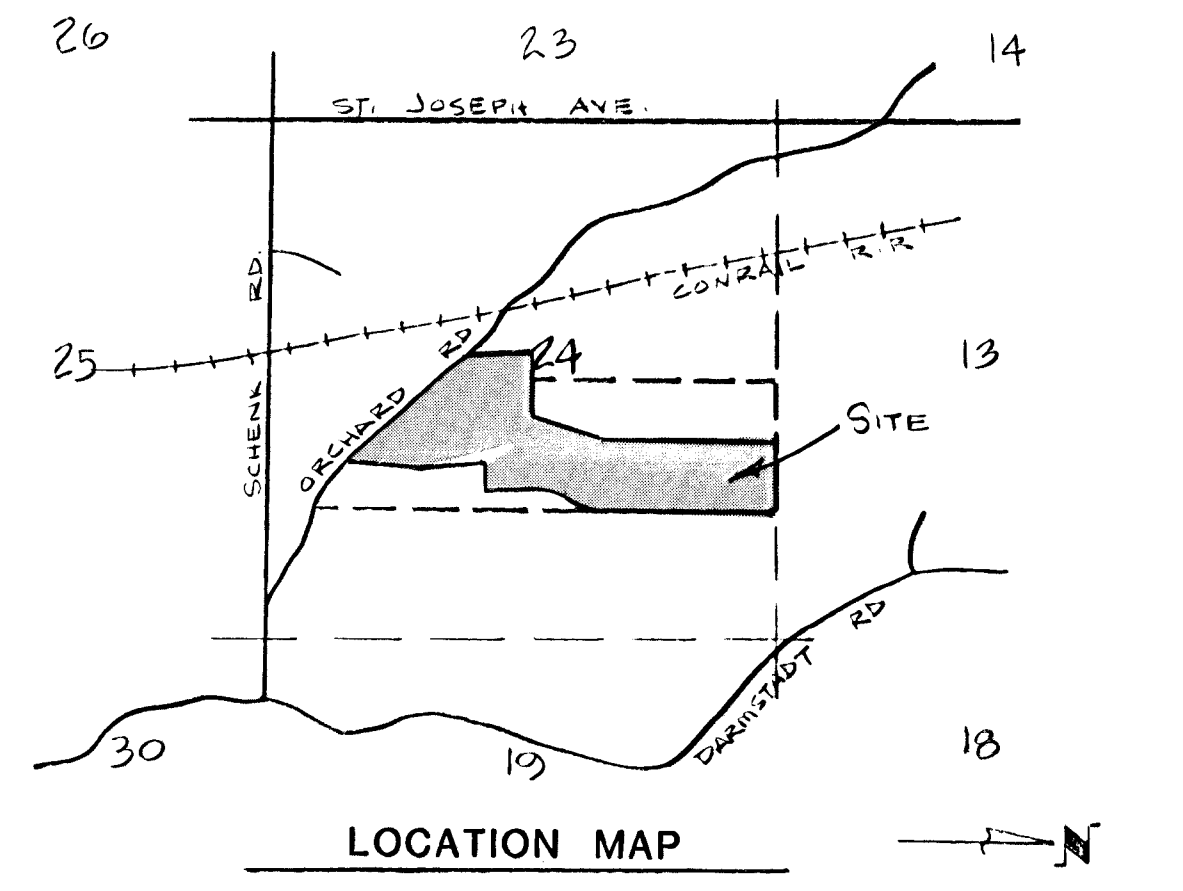 26
23
14
ST. JOSEPH AVE.
SCHENK RD.
CONRAIL R.R
25
ORCHARD RD
24
13
SITE
DARMSTADT RD
30
19
18
LOCATION MAP
N